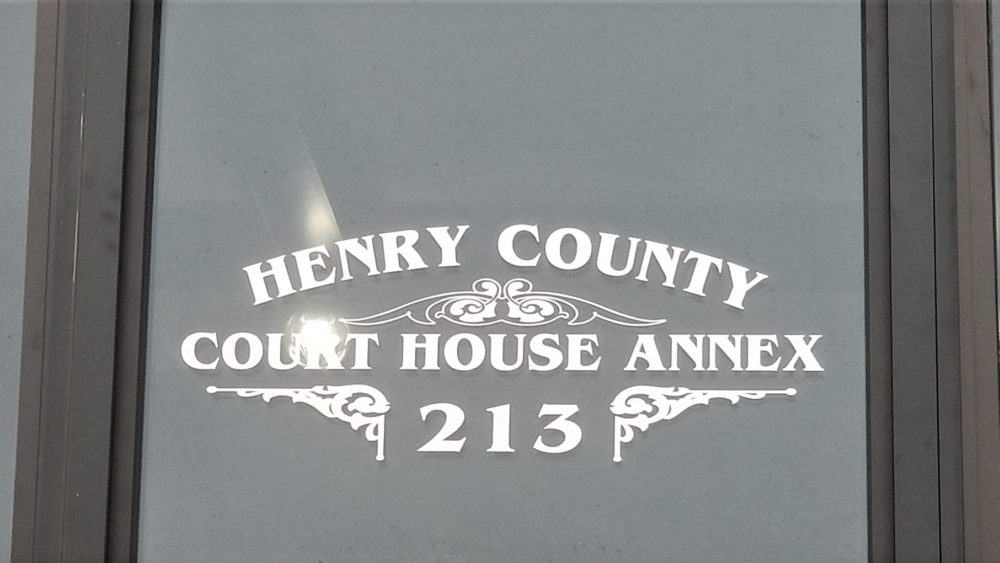 HENRY COUNTY
COURT HOUSE ANNEX
213